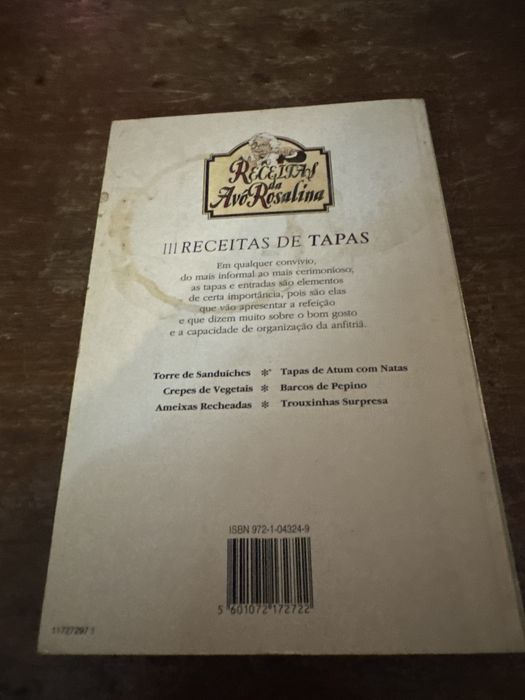 RECEITAS
da
Avó Rosalina
111 RECEITAS DE TAPAS
Em qualquer convívio,
do mais informal ao mais cerimonioso,
as tapas e entradas são elementos
de certa importância, pois são elas
que vão apresentar a refeição
e que dizem muito sobre o bom gosto
e a capacidade de organização da anfitriã.
Torre de Sanduíches * Tapas de Atum com Natas
Crepes de Vegetais * Barcos de Pepino
Ameixas Recheadas * Trouxinhas Surpresa
ISBN 972-1-04324-9
5 601072 172722
11727297 1